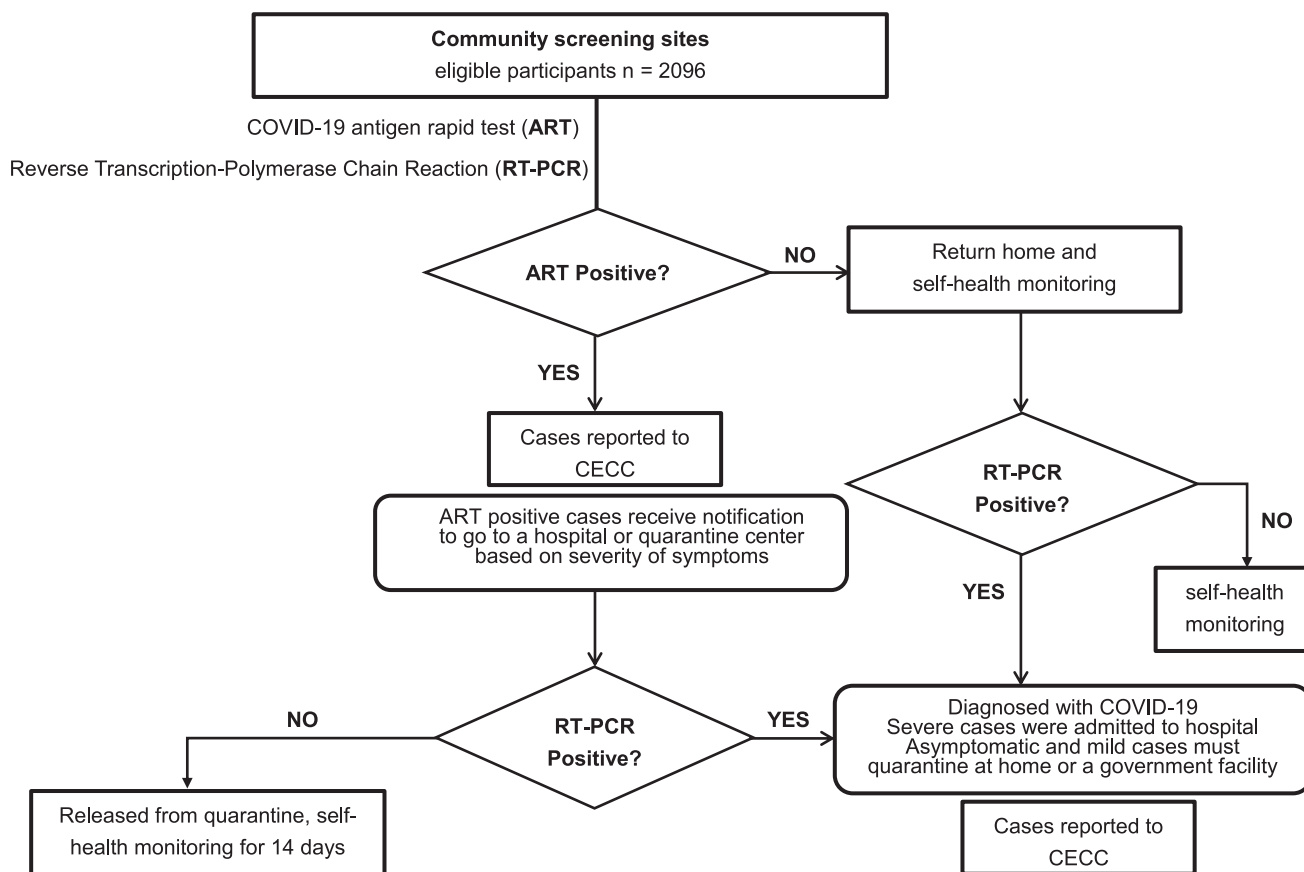 Community screening sites
eligible participants n = 2096
COVID-19 antigen rapid test (ART)
Reverse Transcription-Polymerase Chain Reaction (RT-PCR)
ART Positive?
NO
Return home and
self-health monitoring
YES
Cases reported to
CECC
ART positive cases receive notification
to go to a hospital or quarantine center
based on severity of symptoms
RT-PCR
Positive?
NO
YES
self-health
monitoring
NO
RT-PCR
Positive?
YES
Diagnosed with COVID-19
Severe cases were admitted to hospital
Asymptomatic and mild cases must
quarantine at home or a government facility
Released from quarantine, self-
health monitoring for 14 days
Cases reported to
CECC